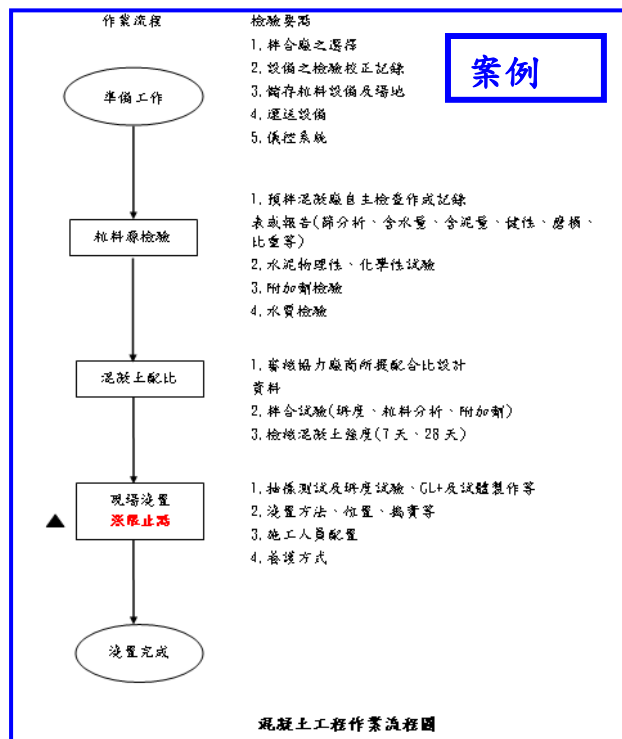 作業流程
檢驗要點
案例
準備工作
1. 拌合廠之選擇
2. 設備之檢驗校正記錄
3. 儲存粒料設備及場地
4. 運送設備
5. 儀控系統
粒料源檢驗
1. 預拌混凝廠自主檢查作成記錄
表或報告(篩分析、含水量、含泥量、健性、磨損、
比重等)
2. 水泥物理性、化學性試驗
3. 附加劑檢驗
4. 水質檢驗
混凝土配比
1. 審核協力廠商所提配合比設計
資料
2. 拌合試驗(坍度、粒料分析、附加劑)
3. 檢核混凝土強度(7 天、28 天)
現場澆置
※限止點
1. 抽樣測試及坍度試驗、CL+及試體製作等
2. 澆置方法、位置、搗實等
3. 施工人員配置
4. 養護方式
澆置完成
混凝土工程作業流程圖